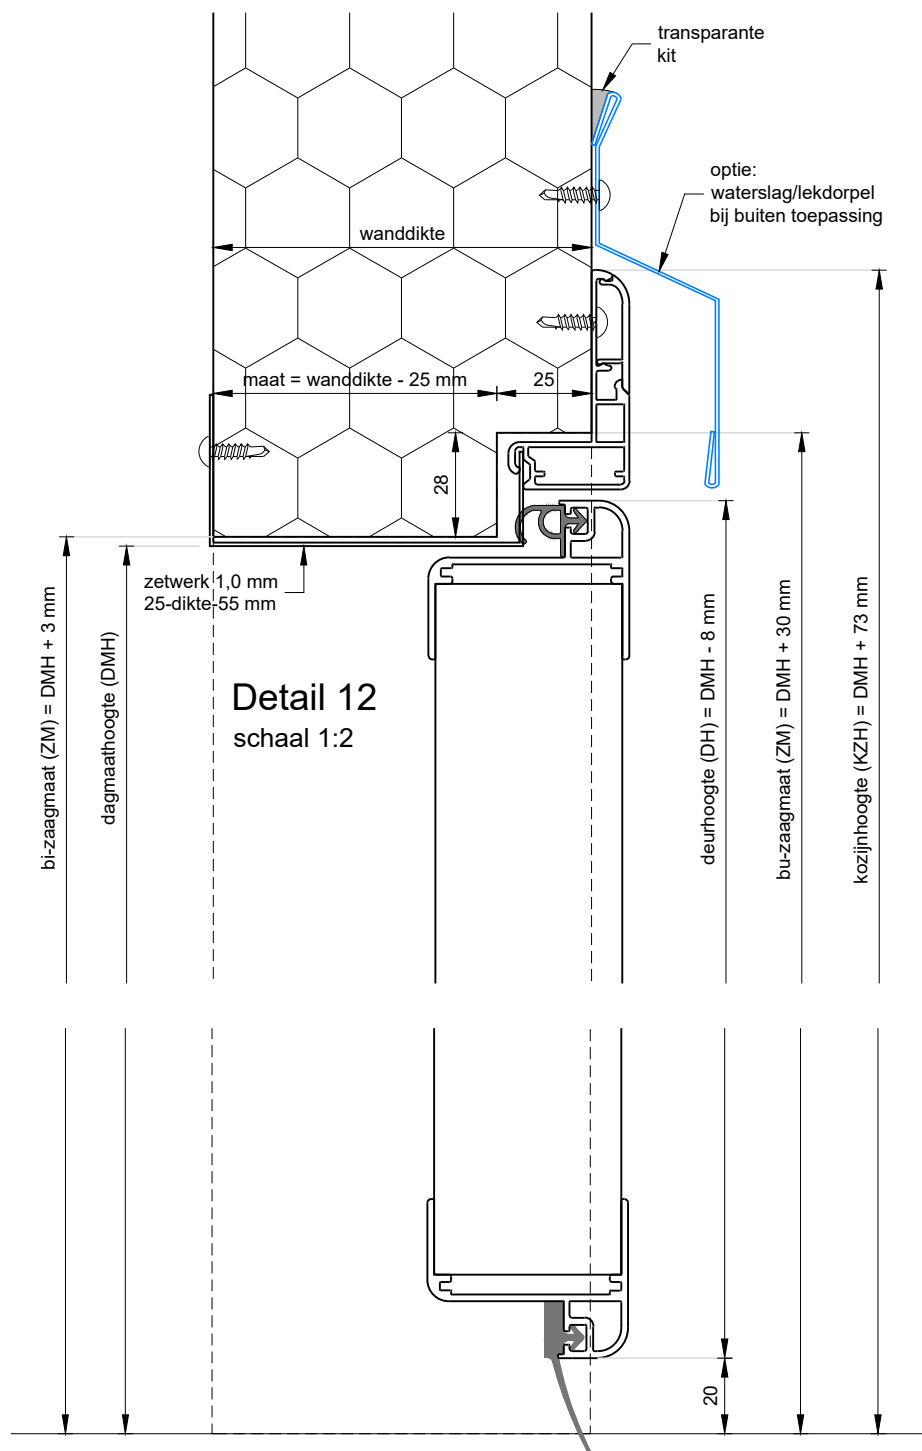 transparante
kit
optie:
waterslag/lekdorpel
bij buiten toepassing
wanddikte
maat = wanddikte - 25 mm
25
28
zetwerk 1,0 mm
25-dikte-55 mm
Detail 12
schaal 1:2
bi-zaagmaat (ZM) = DMH + 3 mm
dagmaathoogte (DMH)
deurhoogte (DH) = DMH - 8 mm
bu-zaagmaat (ZM) = DMH + 30 mm
kozijnhoogte (KZH) = DMH + 73 mm
20